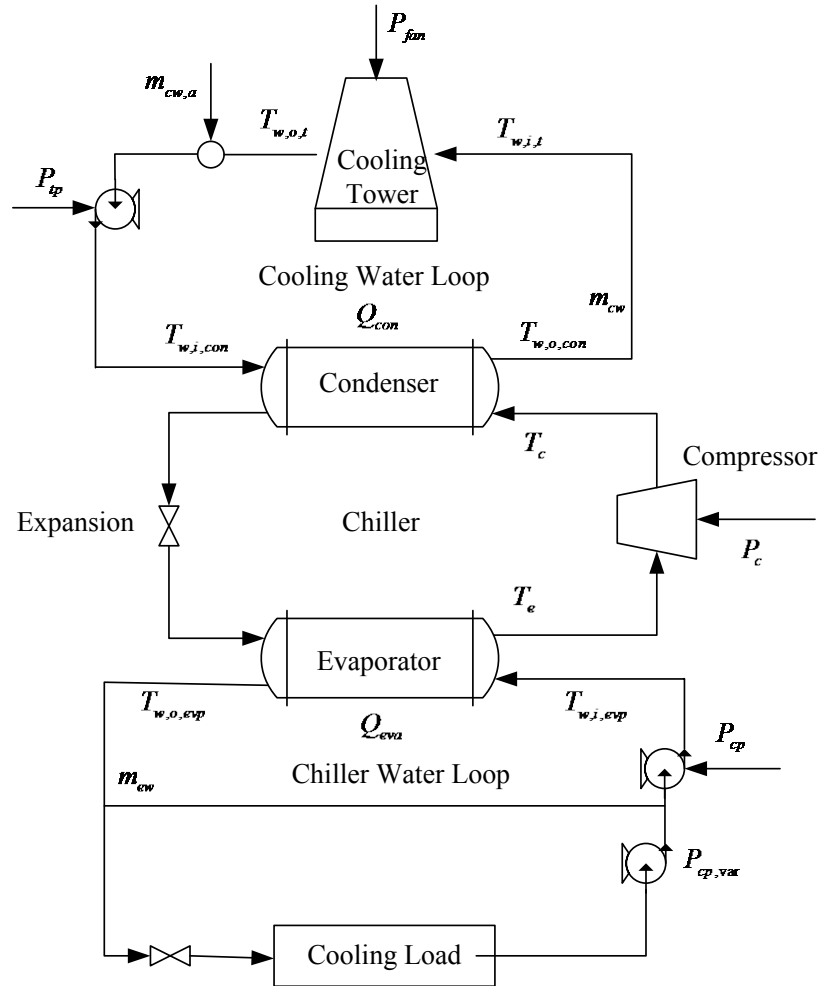 P_fan
m_cw,a
T_w,o,t
T_w,i,t
Cooling
Tower
P_tp
Cooling Water Loop
m_cw
Q_con
T_w,i,con
T_w,o,con
Condenser
T_c
Compressor
Expansion
Chiller
P_c
T_e
Evaporator
T_w,o,evp
T_w,i,evp
Q_eva
P_cp
Chiller Water Loop
m_ew
P_cp,var
Cooling Load